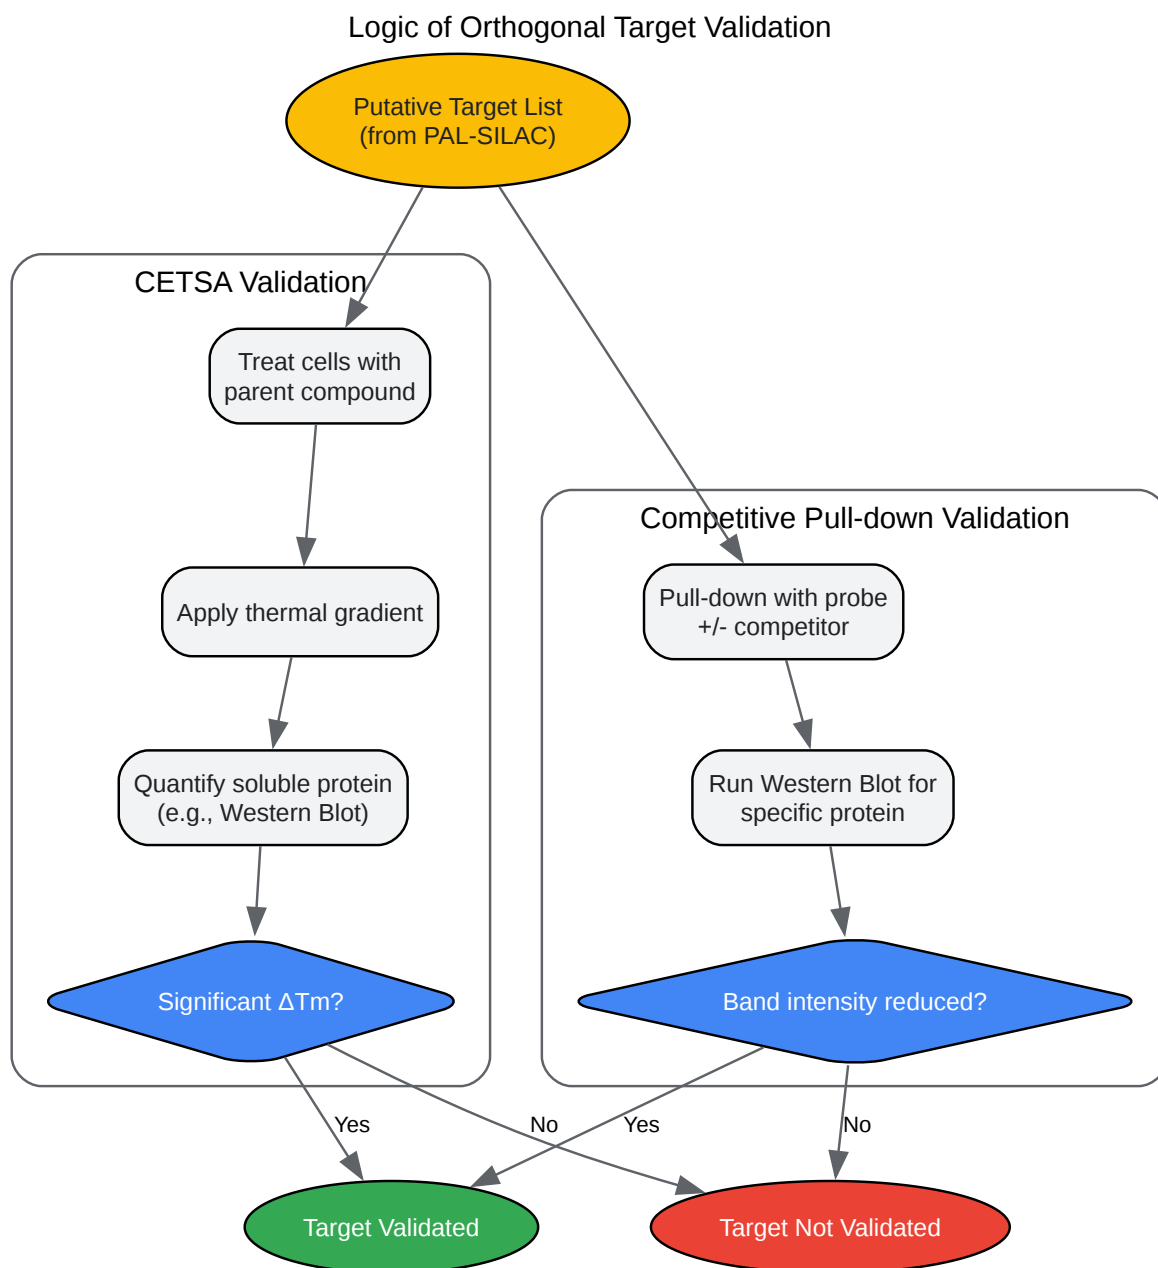 Logic of Orthogonal Target Validation
Putative Target List
(from PAL-SILAC)
CETSA Validation
Treat cells with
parent compound
Apply thermal gradient
Quantify soluble protein
(e.g., Western Blot)
Significant ΔTm?
Competitive Pull-down Validation
Pull-down with probe
+/- competitor
Run Western Blot for
specific protein
Band intensity reduced?
Yes
No
Yes
No
Target Validated
Target Not Validated